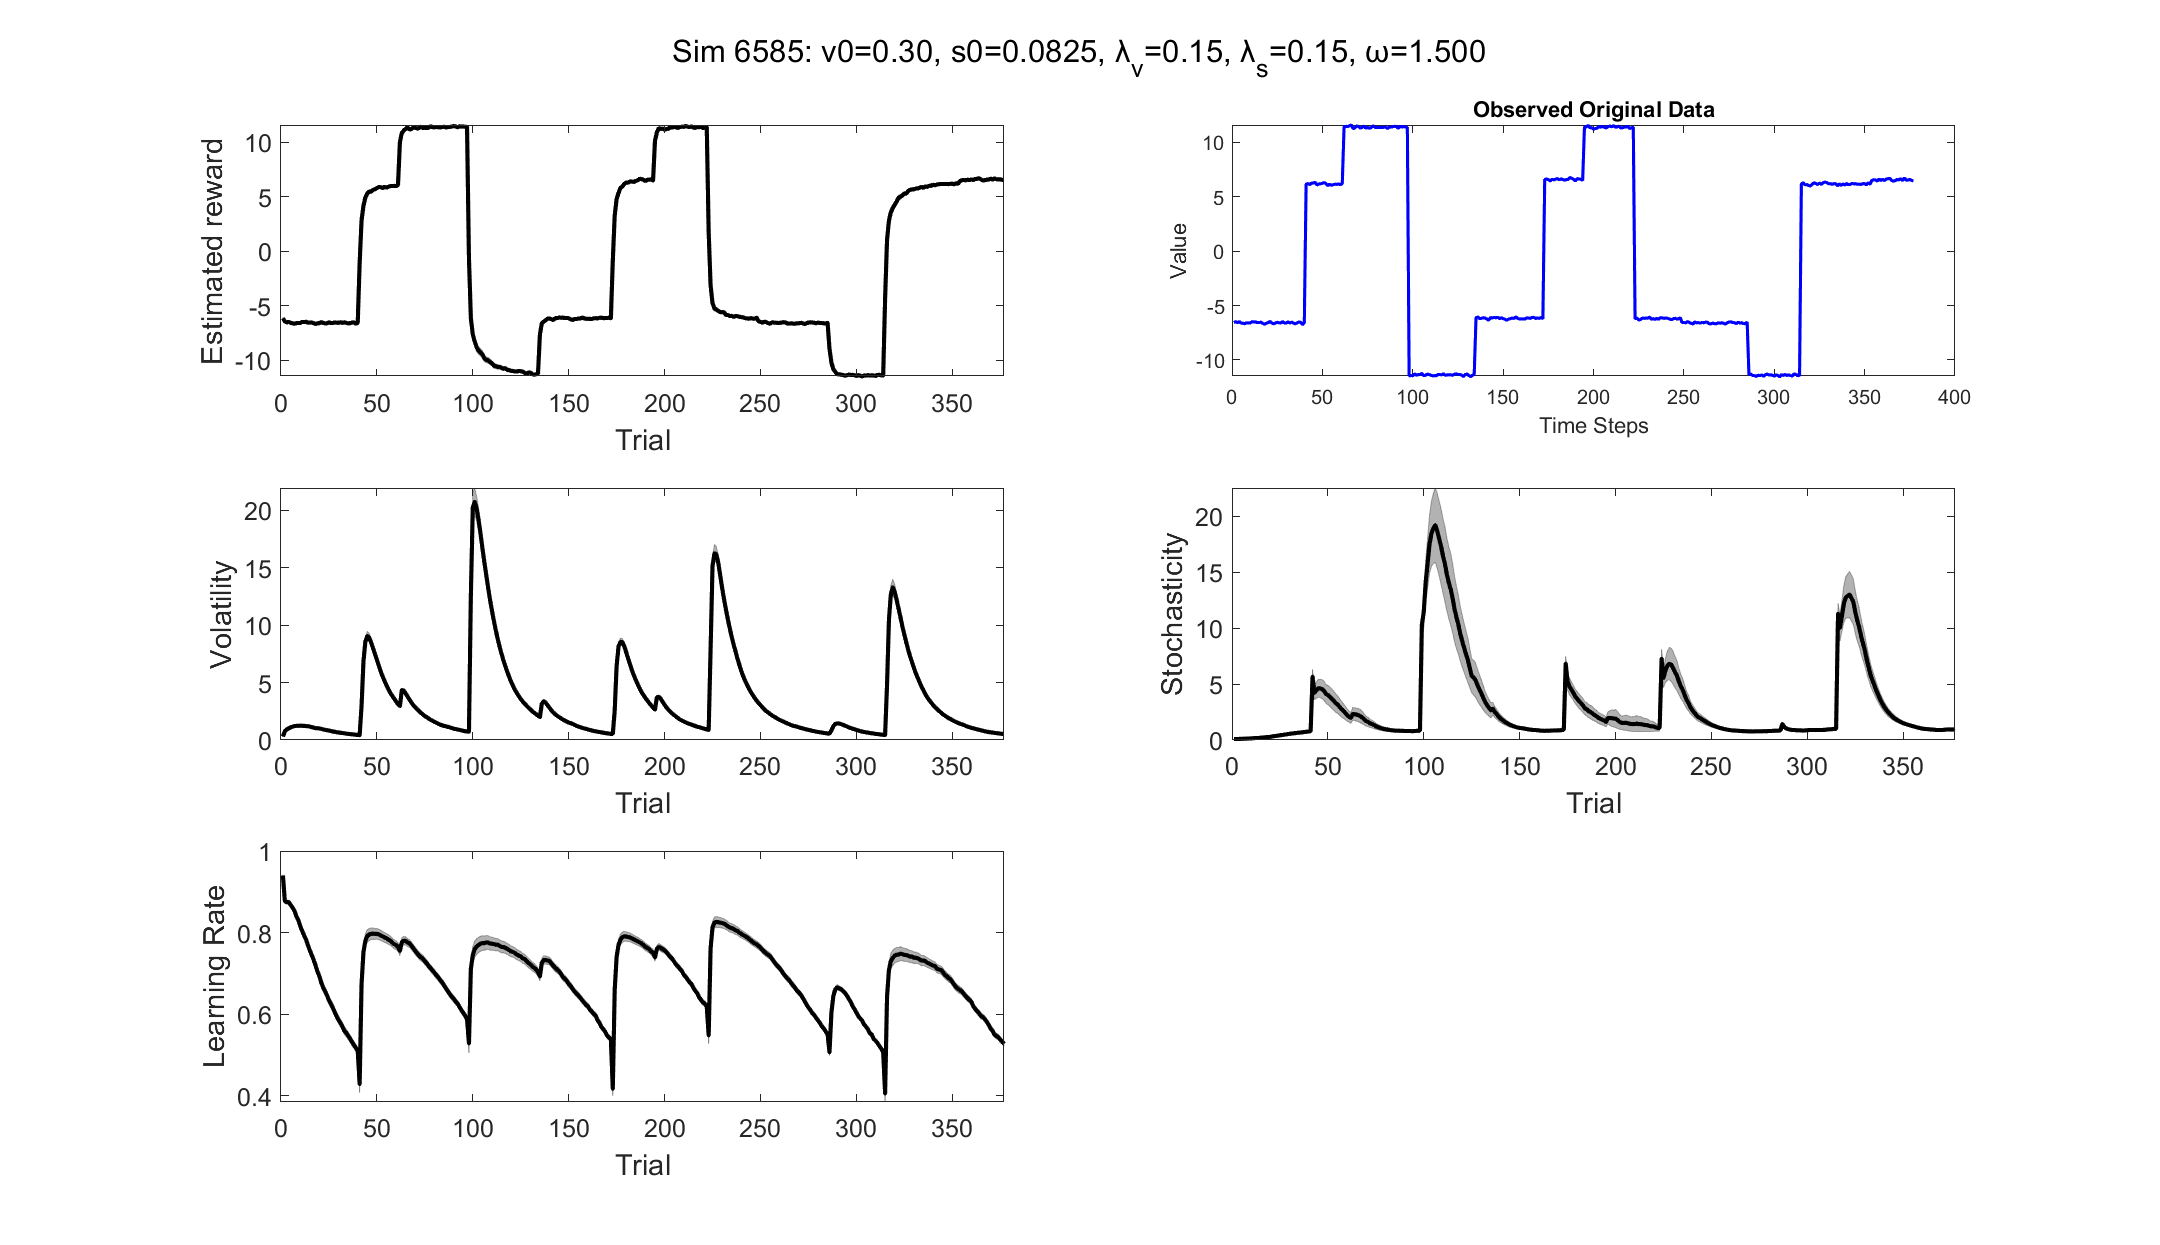 Sim 6585: v0=0.30, s0=0.0825, λv=0.15, λs=0.15, ω=1.500
Estimated reward
10
5
0
-5
-10
0 50 100 150 200 250 300 350
Trial
Observed Original Data
Value
10
5
0
-5
-10
0 50 100 150 200 250 300 350 400
Time Steps
Volatility
20
15
10
5
0
0 50 100 150 200 250 300 350
Trial
Stochasticity
20
15
10
5
0
0 50 100 150 200 250 300 350
Trial
Learning Rate
1
0.8
0.6
0.4
0 50 100 150 200 250 300 350
Trial